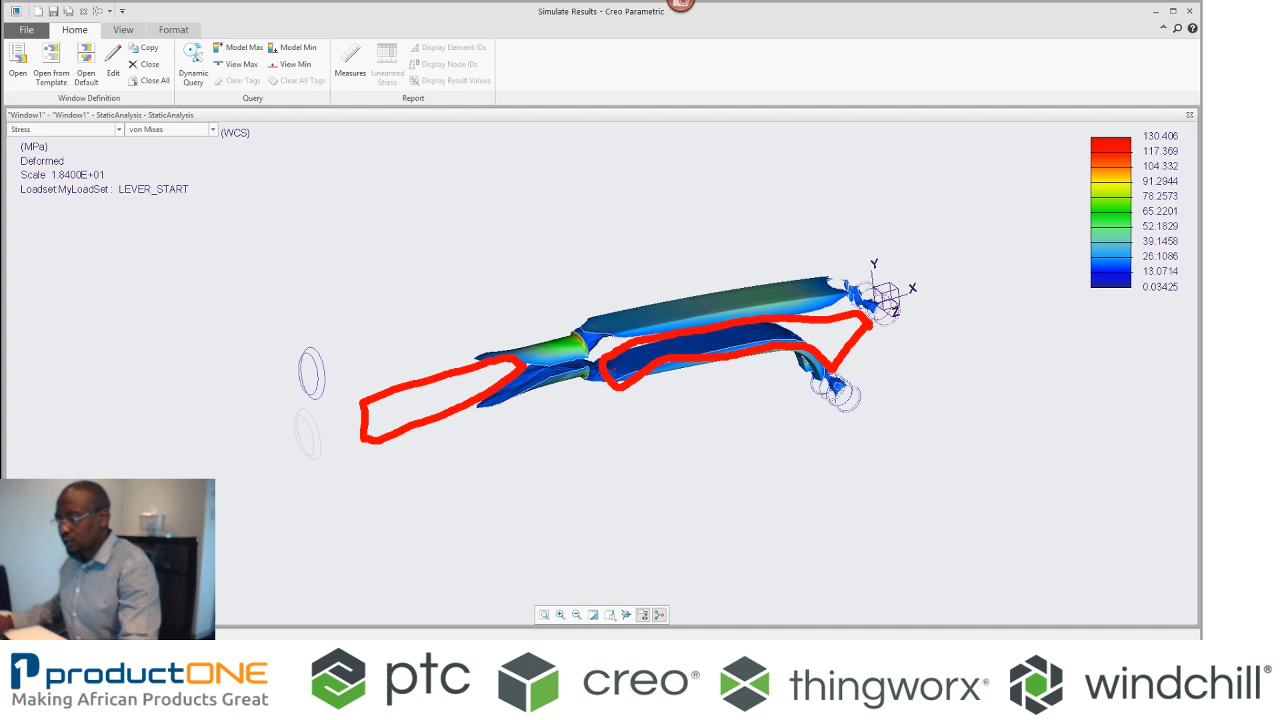 Simulate Results - Creo Parametric
File Home View Format
Open
Open from Template
Open Default
Edit
Copy
Close
Close All
Window Definition
Dynamic Query
Model Max
Model Min
View Max
View Min
Clear Tags
Clear All Tags
Query
Measures
Linearized Stress
Display Element IDs
Display Node IDs
Display Result Values
Report
"Window1" - "Window1" - StaticAnalysis - StaticAnalysis
Stress von Mises (WCS)
(MPa)
Deformed
Scale 1.8400E+01
Loadset:MyLoadSet : LEVER_START
130.406
117.369
104.332
91.2944
78.2573
65.2201
52.1829
39.1458
26.1086
13.0714
0.03425
Y
X
Z
productONE
Making African Products Great
ptc
creo®
thingworx®
windchill®